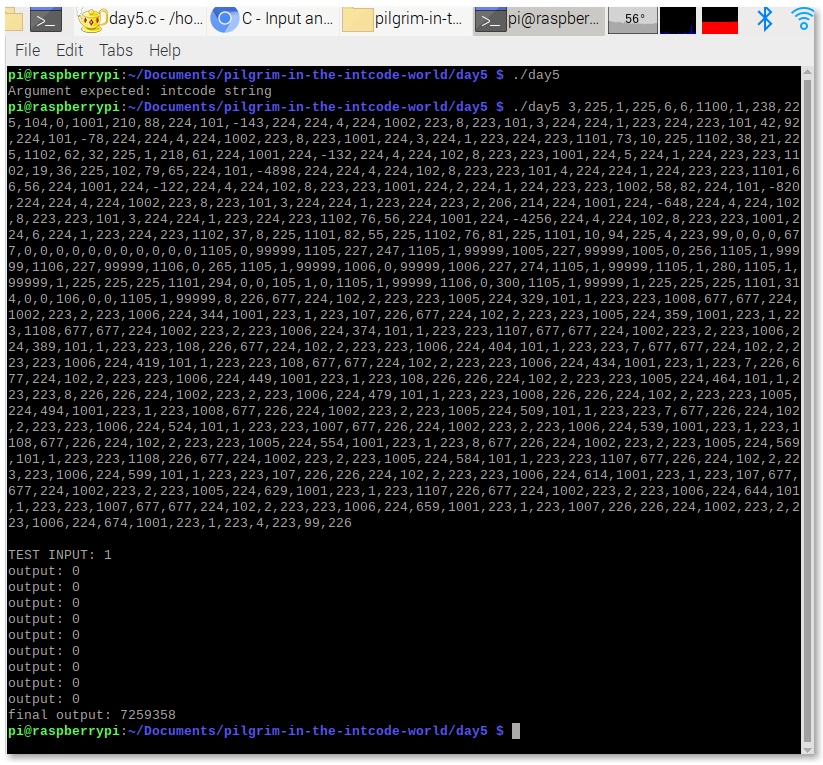 day5.c - /ho...
C - Input an...
pilgrim-in-t...
pi@raspber...
56°
File Edit Tabs Help
pi@raspberrypi:~/Documents/pilgrim-in-the-intcode-world/day5 $ ./day5
Argument expected: intcode string
pi@raspberrypi:~/Documents/pilgrim-in-the-intcode-world/day5 $ ./day5 3,225,1,225,6,6,1100,1,238,22
5,104,0,1001,210,88,224,101,-143,224,224,4,224,1002,223,8,223,101,3,224,224,1,223,224,223,101,42,92
,224,101,-78,224,224,4,224,1002,223,8,223,1001,224,3,224,1,223,224,223,1101,73,10,225,1102,38,21,22
5,1102,62,32,225,1,218,61,224,1001,224,-132,224,4,224,102,8,223,223,1001,224,5,224,1,224,223,223,11
02,19,36,225,102,79,65,224,101,-4898,224,224,4,224,102,8,223,223,101,4,224,224,1,224,223,223,1101,6
6,56,224,1001,224,-122,224,4,224,102,8,223,223,1001,224,2,224,1,224,223,223,1002,58,82,224,101,-820
,224,224,4,224,1002,223,8,223,101,3,224,224,1,223,224,223,2,206,214,224,1001,224,-648,224,4,224,102
,8,223,223,101,3,224,224,1,223,224,223,1102,76,56,224,1001,224,-4256,224,4,224,102,8,223,223,1001,2
24,6,224,1,223,224,223,1102,37,8,225,1101,82,55,225,1102,76,81,225,1101,10,94,225,4,223,99,0,0,0,67
7,0,0,0,0,0,0,0,0,0,0,0,1105,0,99999,1105,227,247,1105,1,99999,1005,227,99999,1005,0,256,1105,1,999
99,1106,227,99999,1106,0,265,1105,1,99999,1006,0,99999,1006,227,274,1105,1,99999,1105,1,280,1105,1,
99999,1,225,225,225,1101,294,0,0,105,1,0,1105,1,99999,1106,0,300,1105,1,99999,1,225,225,225,1101,31
4,0,0,106,0,0,1105,1,99999,8,226,677,224,102,2,223,223,1005,224,329,101,1,223,223,1008,677,677,224,
1002,223,2,223,1006,224,344,1001,223,1,223,107,226,677,224,102,2,223,223,1005,224,359,1001,223,1,22
3,1108,677,677,224,1002,223,2,223,1006,224,374,101,1,223,223,1107,677,677,224,1002,223,2,223,1006,2
24,389,101,1,223,223,108,226,677,224,102,2,223,223,1006,224,404,101,1,223,223,7,677,677,224,102,2,2
23,223,1006,224,419,101,1,223,223,108,677,677,224,102,2,223,223,1006,224,434,1001,223,1,223,7,226,6
77,224,102,2,223,223,1006,224,449,1001,223,1,223,108,226,226,224,102,2,223,223,1005,224,464,101,1,2
23,223,8,226,226,224,1002,223,2,223,1006,224,479,101,1,223,223,1008,226,226,224,102,2,223,223,1005,
224,494,1001,223,1,223,1008,677,226,224,1002,223,2,223,1005,224,509,101,1,223,223,7,677,226,224,102
,2,223,223,1006,224,524,101,1,223,223,1007,677,226,224,1002,223,2,223,1006,224,539,1001,223,1,223,1
108,677,226,224,102,2,223,223,1005,224,554,1001,223,1,223,8,677,226,224,1002,223,2,223,1005,224,569
,101,1,223,223,1108,226,677,224,1002,223,2,223,1005,224,584,101,1,223,223,1107,677,226,224,102,2,22
3,223,1006,224,599,101,1,223,223,107,226,226,224,102,2,223,223,1006,224,614,1001,223,1,223,107,677,
677,224,1002,223,2,223,1005,224,629,1001,223,1,223,1107,226,677,224,1002,223,2,223,1006,224,644,101
,1,223,223,1007,677,677,224,102,2,223,223,1006,224,659,1001,223,1,223,1007,226,226,224,1002,223,2,2
23,1006,224,674,1001,223,1,223,4,223,99,226
TEST INPUT: 1
output: 0
output: 0
output: 0
output: 0
output: 0
output: 0
output: 0
output: 0
output: 0
final output: 7259358
pi@raspberrypi:~/Documents/pilgrim-in-the-intcode-world/day5 $